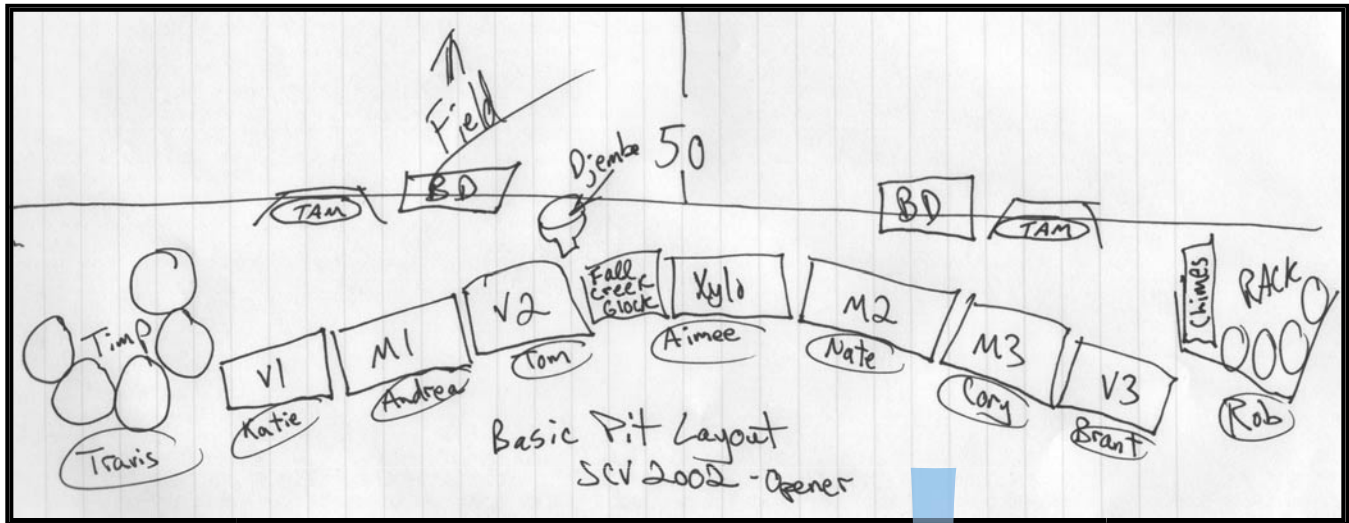 Field
Djembe
50
TAM
BD
BD
TAM
Timp
V1
M1
V2
Fall
Creek
Glock
Xylo
M2
M3
V3
Chimes
RACK
Travis
Katie
Andrea
Tom
Aimee
Nate
Cory
Brant
Rob
Basic Pit Layout
SCV 2002 - Opener